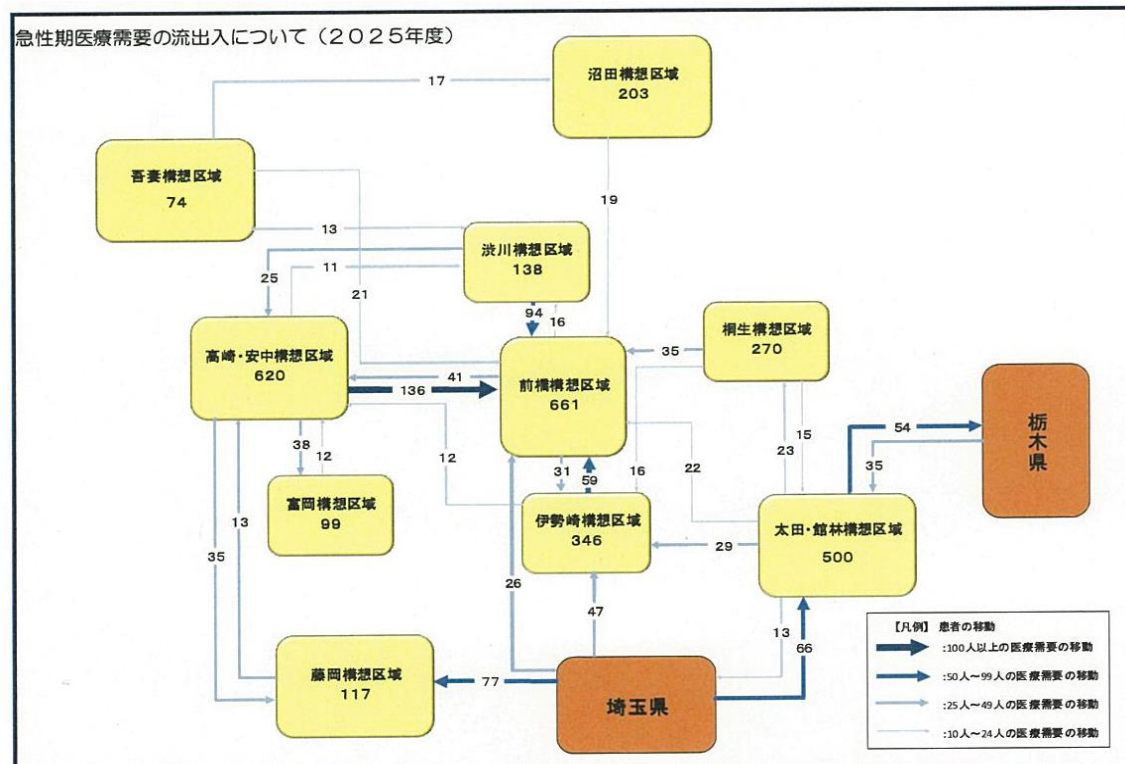 急性期医療需要の流出入について（２０２５年度）
沼田構想区域
203
17
吾妻構想区域
74
19
13
渋川構想区域
138
25
11
21
94
16
桐生構想区域
270
高崎・安中構想区域
620
35
41
136
前橋構想区域
661
栃木県
54
15
23
35
38
12
12
31
59
16
22
富岡構想区域
99
伊勢崎構想区域
346
太田・館林構想区域
500
29
13
35
26
47
13
66
藤岡構想区域
117
77
埼玉県
【凡例】 患者の移動
:100人以上の医療需要の移動
:50人～99人の医療需要の移動
:25人～49人の医療需要の移動
:10人～24人の医療需要の移動